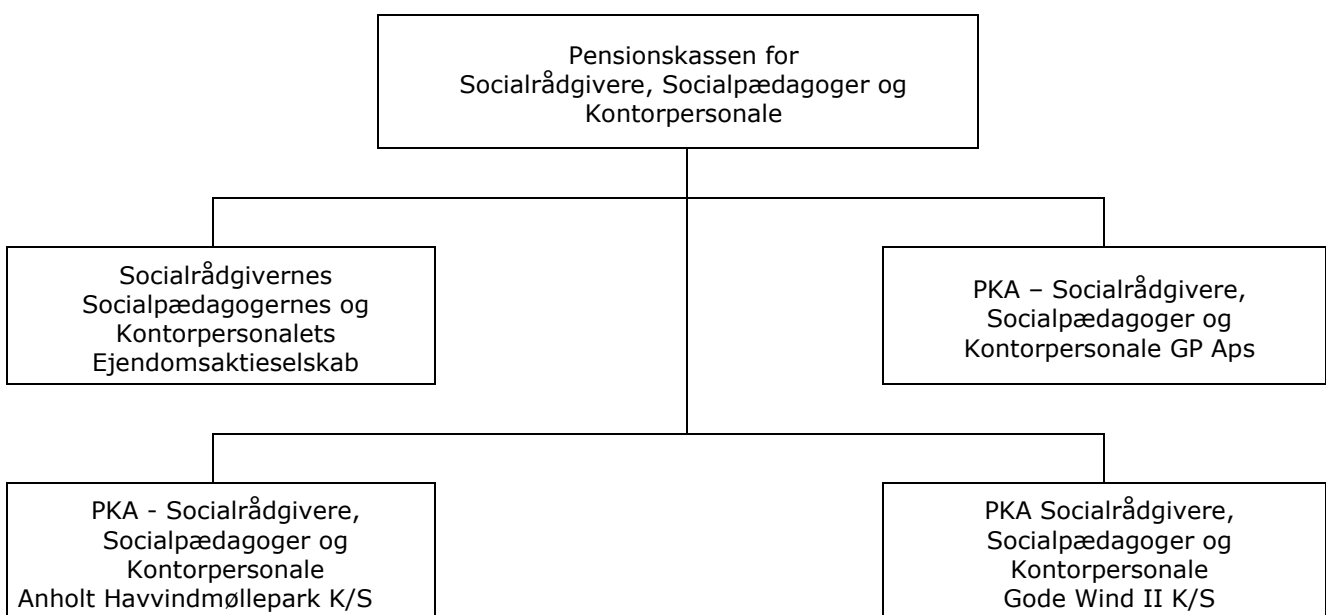 Pensionskassen for
Socialrådgivere, Socialpædagoger og
Kontorpersonale
Socialrådgivernes
Socialpædagogernes og
Kontorpersonalets
Ejendomsaktieselskab
PKA – Socialrådgivere,
Socialpædagoger og
Kontorpersonale GP Aps
PKA - Socialrådgivere,
Socialpædagoger og
Kontorpersonale
Anholt Havvindmøllepark K/S
PKA Socialrådgivere,
Socialpædagoger og
Kontorpersonale
Gode Wind II K/S